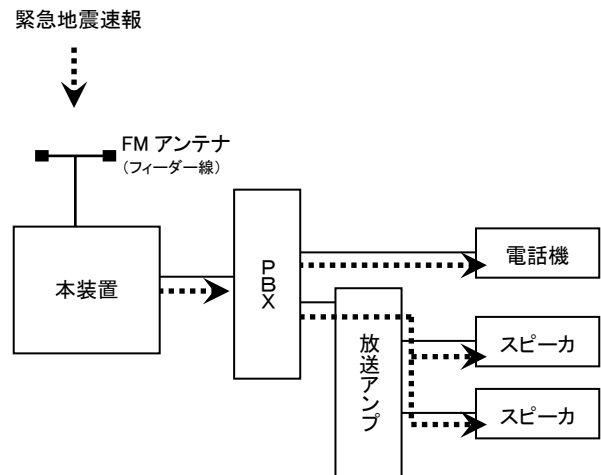 緊急地震速報
FM アンテナ
(フィーダー線)
本装置
PBX
電話機
放送アンプ
スピーカ
スピーカ